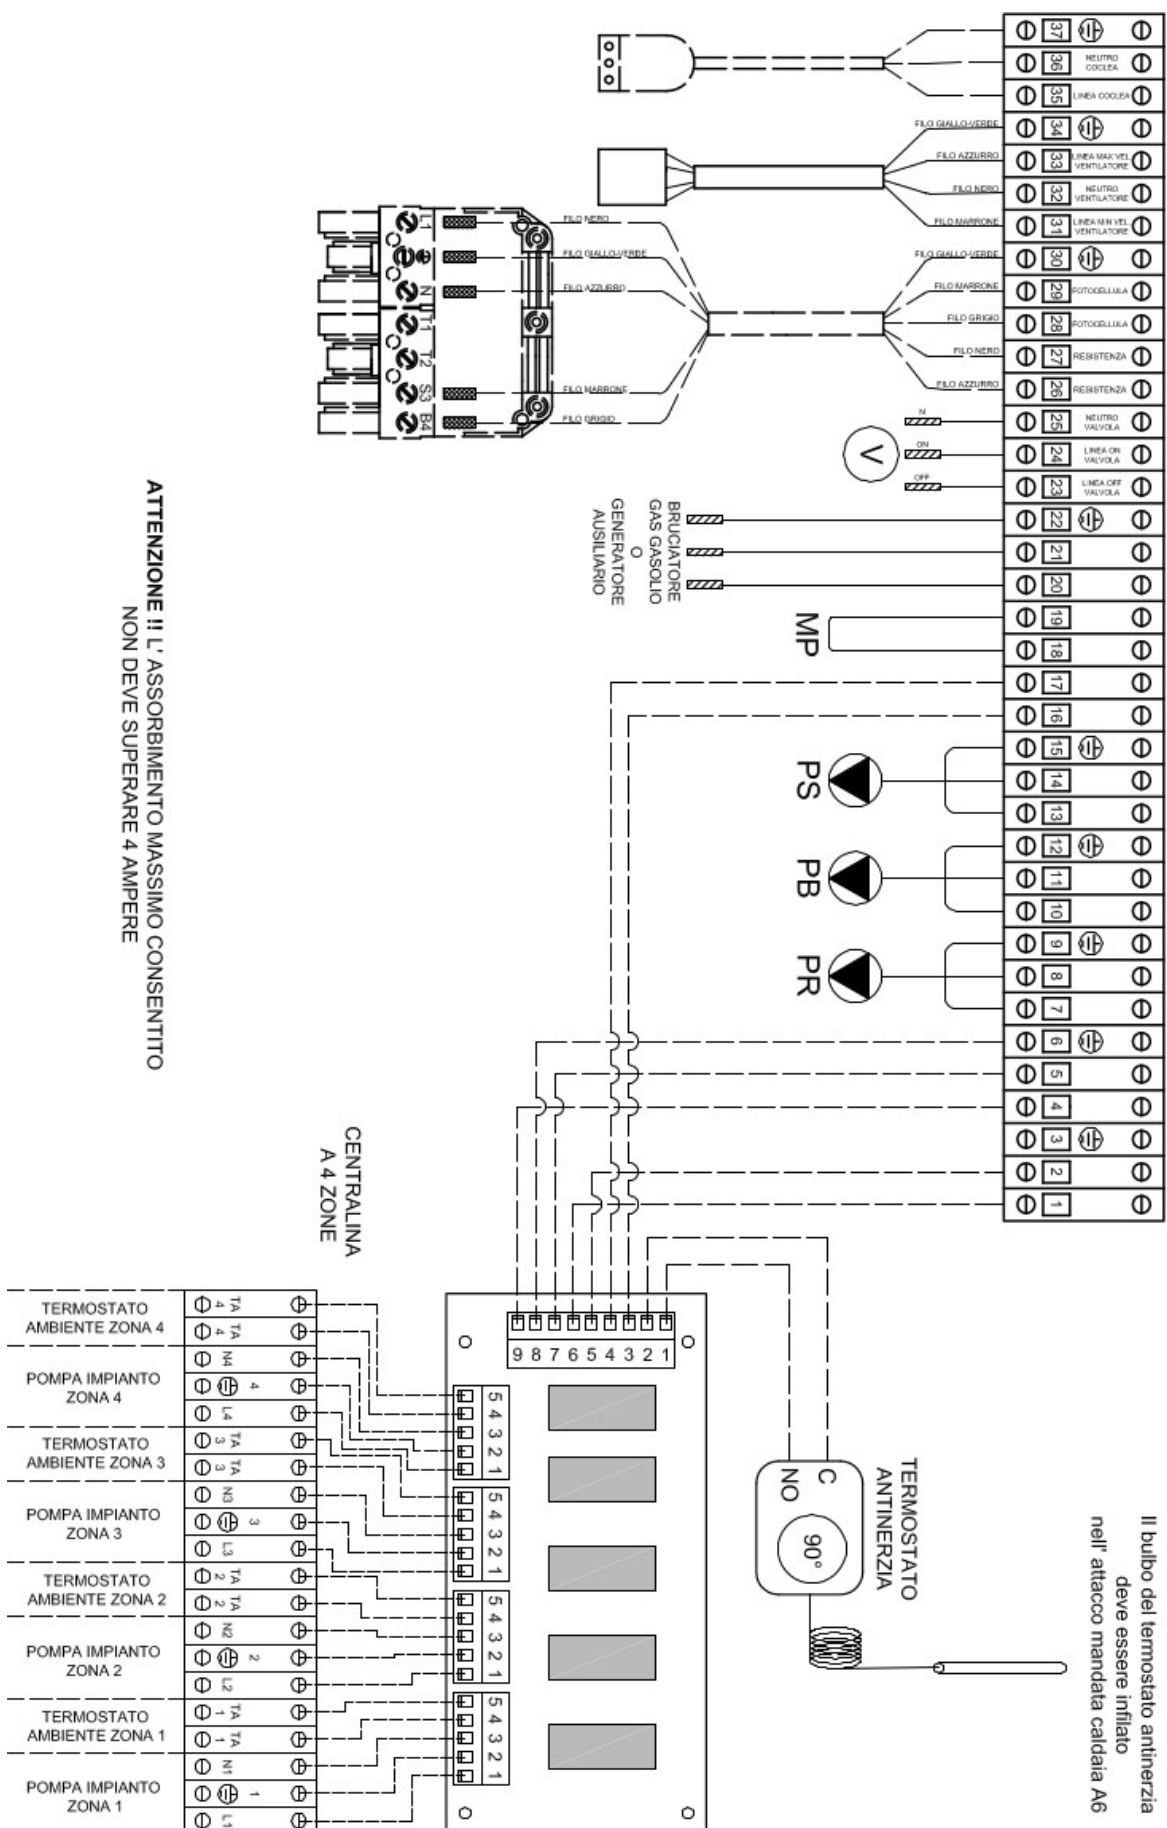 37
36 NEUTRO
COCLEA
35 LINEA COCLEA
34
33 LINEA MAX VEL.
VENTILATORE
32 NEUTRO
VENTILATORE
31 LINEA MIN VEL.
VENTILATORE
30
29 FOTOCELLULA
28 FOTOCELLULA
27 RESISTENZA
26 RESISTENZA
25 NEUTRO
VALVOLA
24 LINEA ON
VALVOLA
23 LINEA OFF
VALVOLA
22
21
20
19
18
17
16
15
14
13
12
11
10
9
8
7
6
5
4
3
2
1
FILO GIALLO-VERDE
FILO AZZURRO
FILO NERO
FILO MARRONE
FILO GIALLO-VERDE
FILO MARRONE
FILO GRIGIO
FILO NERO
FILO AZZURRO
FILO NERO
FILO GIALLO-VERDE
FILO AZZURRO
FILO MARRONE
FILO GRIGIO
L1
N
T1
T2
S3
B4
N
ON
OFF
V
BRUCIATORE
GAS GASOLIO
O
GENERATORE
AUSILIARIO
MP
PS
PB
PR
ATTENZIONE !! L' ASSORBIMENTO MASSIMO CONSENTITO
NON DEVE SUPERARE 4 AMPERE
CENTRALINA
A 4 ZONE
9 8 7 6 5 4 3 2 1
5
4
3
2
1
5
4
3
2
1
5
4
3
2
1
5
4
3
2
1
TERMOSTATO
AMBIENTE ZONA 4
TA 4
TA 4
POMPA IMPIANTO
ZONA 4
N4
4
L4
TERMOSTATO
AMBIENTE ZONA 3
TA 3
TA 3
POMPA IMPIANTO
ZONA 3
N3
3
L3
TERMOSTATO
AMBIENTE ZONA 2
TA 2
TA 2
POMPA IMPIANTO
ZONA 2
N2
2
L2
TERMOSTATO
AMBIENTE ZONA 1
TA 1
TA 1
POMPA IMPIANTO
ZONA 1
N1
1
L1
TERMOSTATO
ANTINERZIA
C
NO
90°
Il bulbo del termostato antinerzia
deve essere infilato
nell' attacco mandata caldaia A6